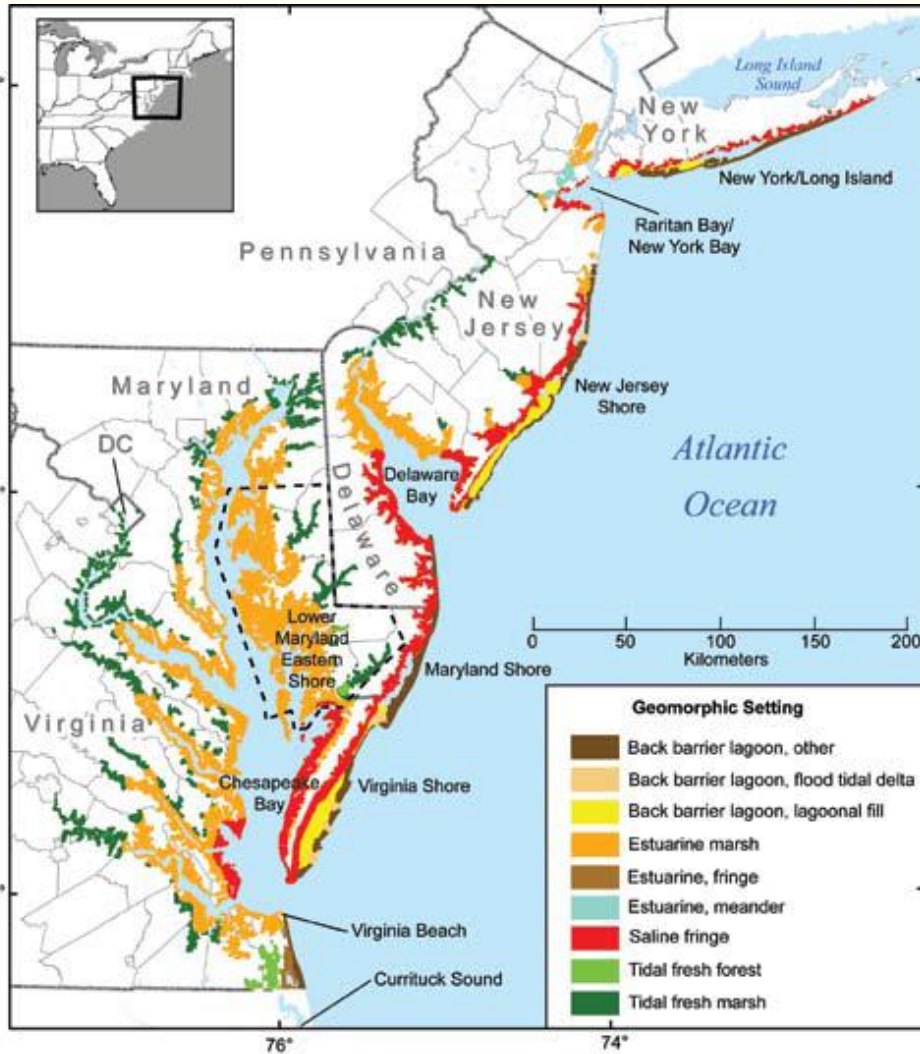 Long Island
Sound
New
York
New York/Long Island
Raritan Bay/
New York Bay
Pennsylvania
New
Jersey
Maryland
New Jersey
Shore
DC
Delaware
Bay
Atlantic
Ocean
Delaware
0 50 100 150 200
Kilometers
Lower
Maryland
Eastern
Shore
Maryland Shore
Virginia
Chesapeake
Bay
Virginia Shore
Virginia Beach
Currituck Sound
Geomorphic Setting
Back barrier lagoon, other
Back barrier lagoon, flood tidal delta
Back barrier lagoon, lagoonal fill
Estuarine marsh
Estuarine, fringe
Estuarine, meander
Saline fringe
Tidal fresh forest
Tidal fresh marsh
76° 74°